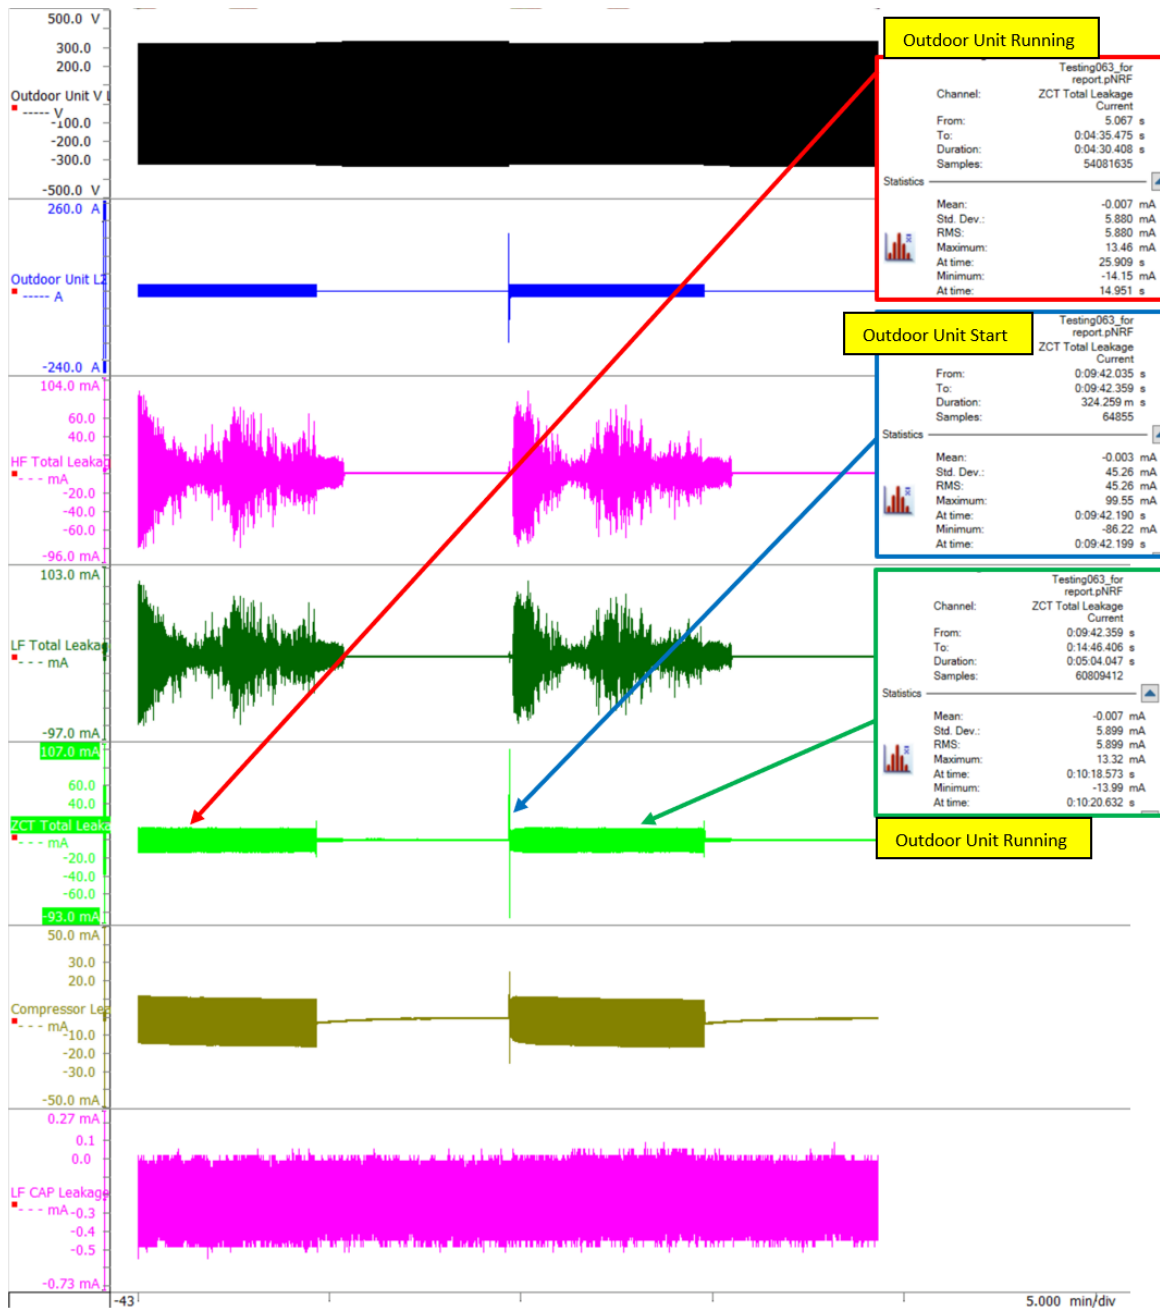 500.0 V
300.0
200.0
Outdoor Unit V L
----- V
-100.0
-200.0
-300.0
-500.0 V
260.0 A
Outdoor Unit L2
----- A
-240.0 A
104.0 mA
60.0
40.0
HF Total Leakag
- - - mA
-20.0
-40.0
-60.0
-96.0 mA
103.0 mA
LF Total Leakag
- - - mA
-97.0 mA
107.0 mA
60.0
40.0
ZCT Total Leaka
- - - mA
-20.0
-40.0
-60.0
-93.0 mA
50.0 mA
30.0
20.0
Compressor Lea
- - - mA
-10.0
-20.0
-30.0
-50.0 mA
0.27 mA
0.1
0.0
LF CAP Leakage
- - - mA
-0.3
-0.4
-0.5
-0.73 mA
-43
5.000 min/div
Outdoor Unit Running
Testing063_for
report.pNRF
Channel: ZCT Total Leakage
Current
From: 5.067 s
To: 0:04:35.475 s
Duration: 0:04:30.408 s
Samples: 54081635
Statistics
Mean: -0.007 mA
Std. Dev.: 5.880 mA
RMS: 5.880 mA
Maximum: 13.46 mA
At time: 25.909 s
Minimum: -14.15 mA
At time: 14.951 s
Outdoor Unit Start
Testing063_for
report.pNRF
ZCT Total Leakage
Current
From: 0:09:42.035 s
To: 0:09:42.359 s
Duration: 324.259 m s
Samples: 64855
Statistics
Mean: -0.003 mA
Std. Dev.: 45.26 mA
RMS: 45.26 mA
Maximum: 99.55 mA
At time: 0:09:42.190 s
Minimum: -86.22 mA
At time: 0:09:42.199 s
Testing063_for
report.pNRF
Channel: ZCT Total Leakage
Current
From: 0:09:42.359 s
To: 0:14:46.406 s
Duration: 0:05:04.047 s
Samples: 60809412
Statistics
Mean: -0.007 mA
Std. Dev.: 5.899 mA
RMS: 5.899 mA
Maximum: 13.32 mA
At time: 0:10:18.573 s
Minimum: -13.99 mA
At time: 0:10:20.632 s
Outdoor Unit Running